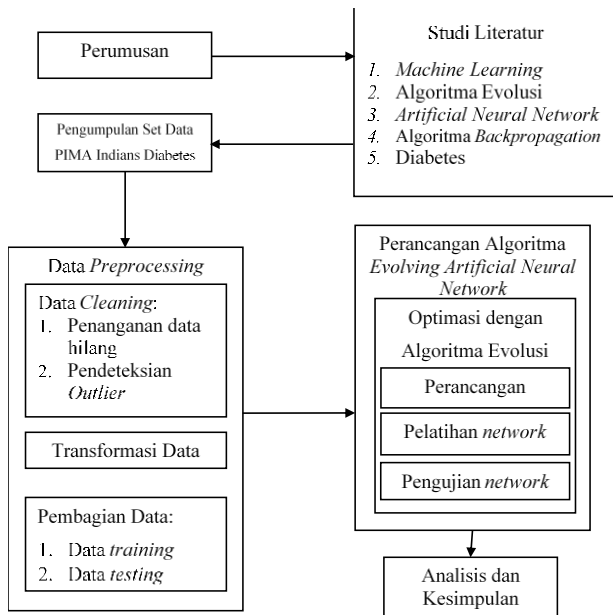 Perumusan
Studi Literatur
1. Machine Learning
2. Algoritma Evolusi
3. Artificial Neural Network
4. Algoritma Backpropagation
5. Diabetes
Pengumpulan Set Data
PIMA Indians Diabetes
Data Preprocessing
Data Cleaning:
1. Penanganan data
hilang
2. Pendeteksian
Outlier
Transformasi Data
Pembagian Data:
1. Data training
2. Data testing
Perancangan Algoritma
Evolving Artificial Neural
Network
Optimasi dengan
Algoritma Evolusi
Perancangan
Pelatihan network
Pengujian network
Analisis dan
Kesimpulan